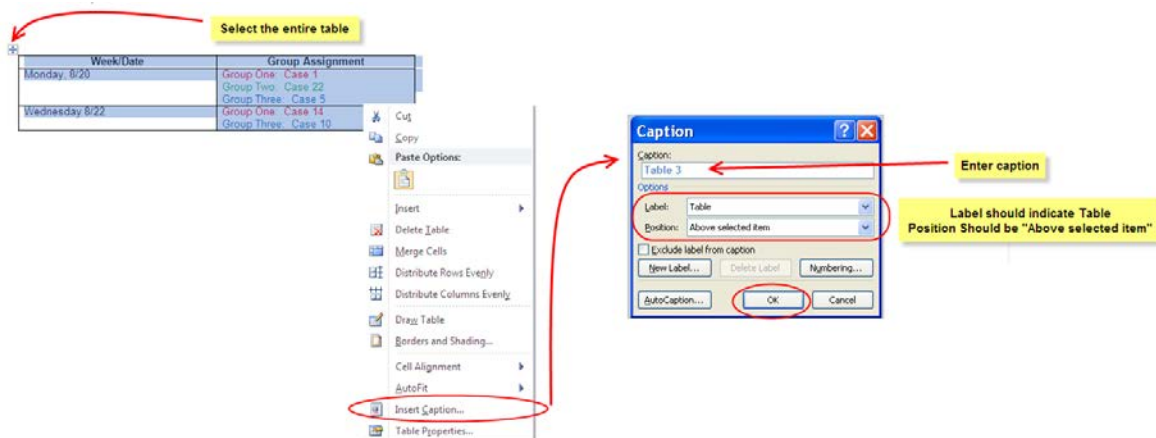 Select the entire table
Week/Date Group Assignment
Monday, 8/20 Group One: Case 1
Group Two: Case 22
Group Three: Case 5
Wednesday 8/22 Group One: Case 14
Group Three: Case 10
Cut
Copy
Paste Options:
Insert
Delete Table
Merge Cells
Distribute Rows Evenly
Distribute Columns Evenly
Draw Table
Borders and Shading...
Cell Alignment
AutoFit
Insert Caption...
Table Properties...
Caption
Caption:
Table 3
Options
Label: Table
Position: Above selected item
Exclude label from caption
New Label... Delete Label Numbering...
AutoCaption... OK Cancel
Enter caption
Label should indicate Table
Position Should be "Above selected item"